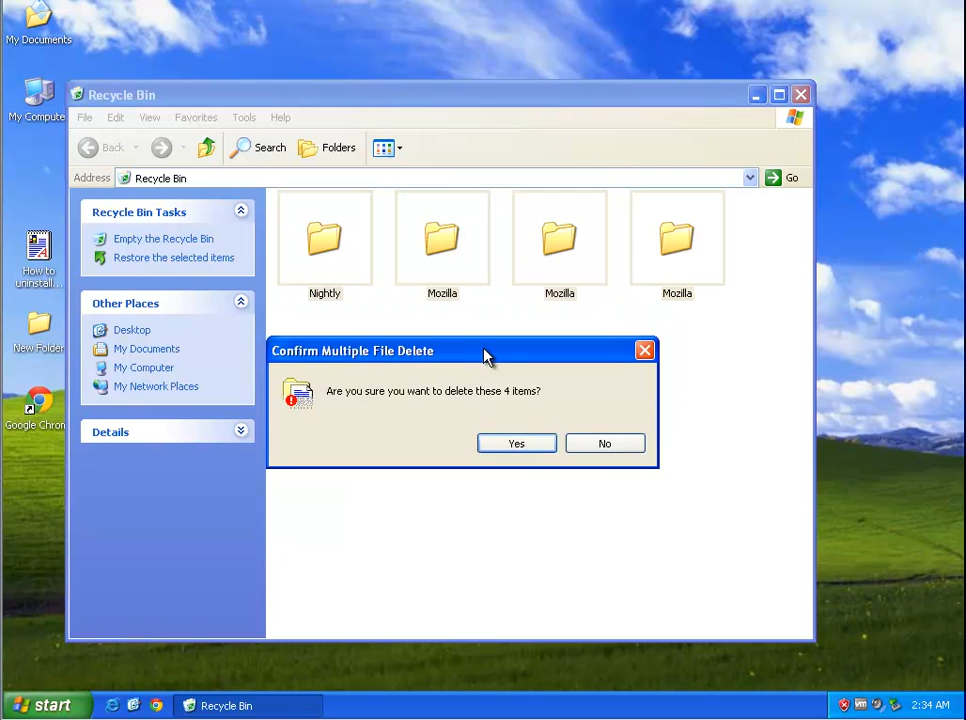 My Documents
My Compute
How to
uninstall...
New Folder
Google Chron
Recycle Bin
File Edit View Favorites Tools Help
Back Search Folders
Address Recycle Bin Go
Recycle Bin Tasks
Empty the Recycle Bin
Restore the selected items
Other Places
Desktop
My Documents
My Computer
My Network Places
Details
Nightly Mozilla Mozilla Mozilla
Confirm Multiple File Delete
Are you sure you want to delete these 4 items?
Yes No
start Recycle Bin vm 2:34 AM